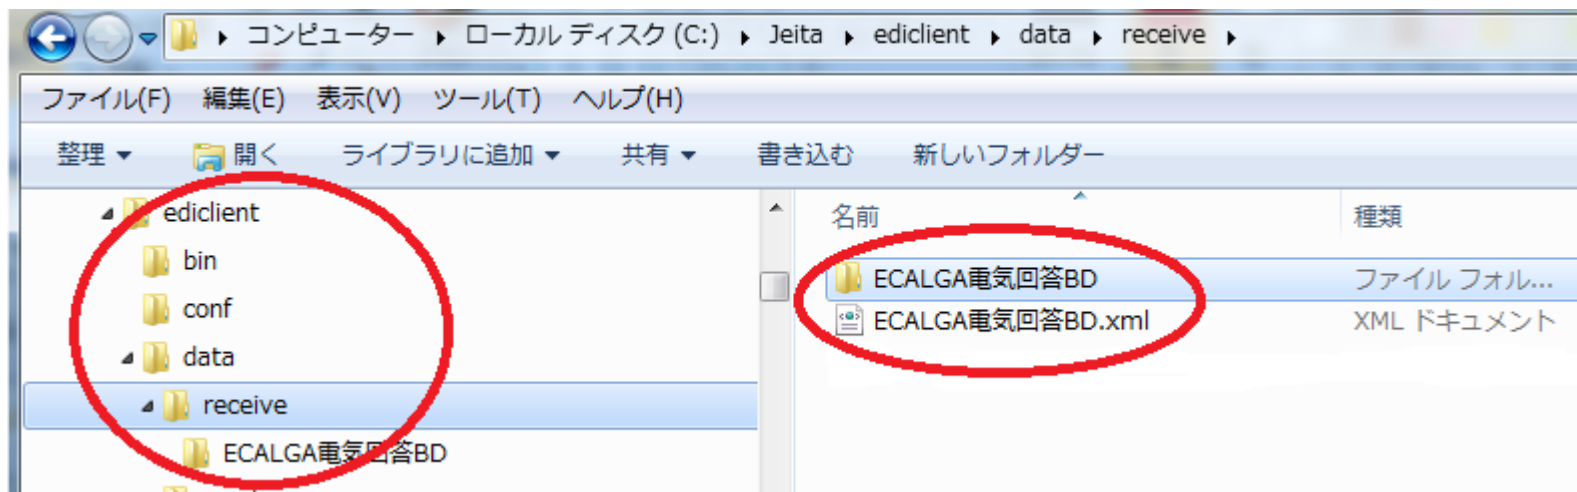 コンピューター ▸ ローカル ディスク (C:) ▸ Jeita ▸ ediclient ▸ data ▸ receive ▸
ファイル(F) 編集(E) 表示(V) ツール(T) ヘルプ(H)
整理 ▼ 開く ライブラリに追加 ▼ 共有 ▼ 書き込む 新しいフォルダー
ediclient
bin
conf
data
receive
ECALGA電気回答BD
名前 種類
ECALGA電気回答BD ファイル フォル...
ECALGA電気回答BD.xml XML ドキュメント